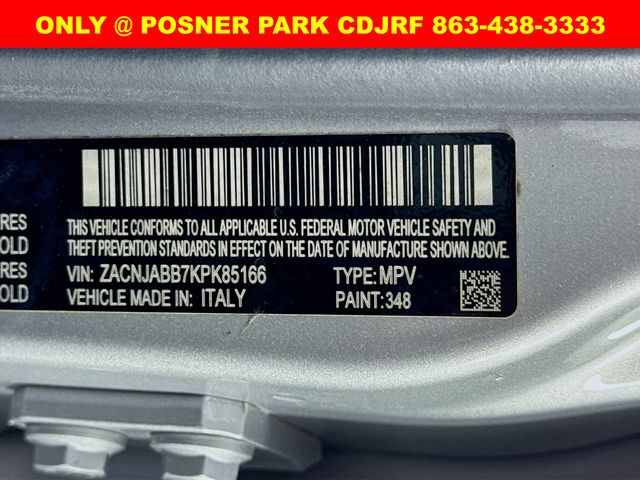 ONLY @ POSNER PARK CDJRF 863-438-3333
THIS VEHICLE CONFORMS TO ALL APPLICABLE U.S. FEDERAL MOTOR VEHICLE SAFETY AND
THEFT PREVENTION STANDARDS IN EFFECT ON THE DATE OF MANUFACTURE SHOWN ABOVE.
VIN: ZACNJABB7KPK85166 TYPE: MPV
VEHICLE MADE IN: ITALY PAINT: 348
RES
OLD
RES
OLD